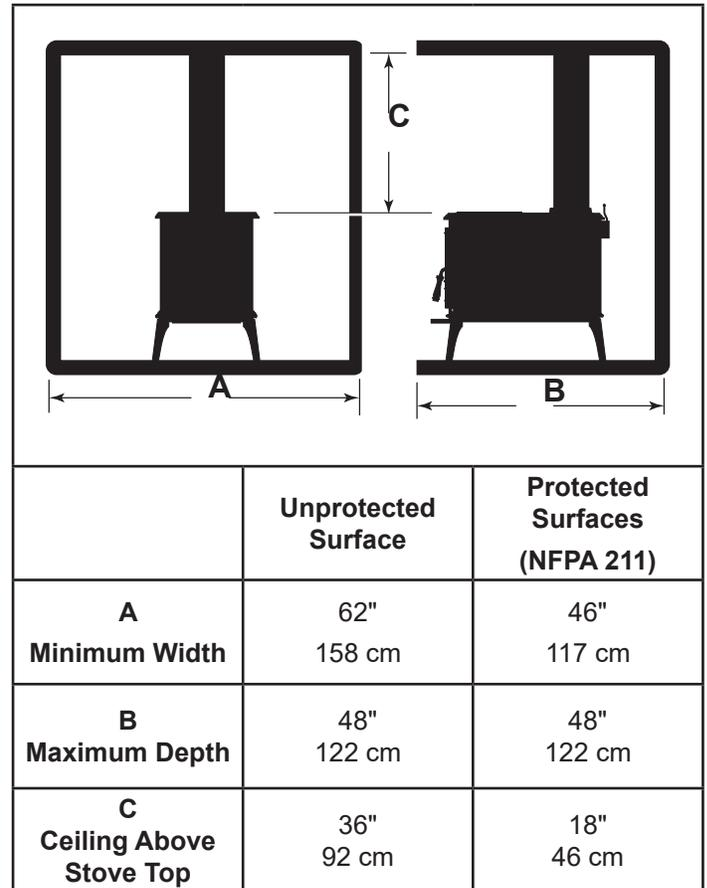 C
A
B
Unprotected
Surface
Protected
Surfaces
(NFPA 211)
A
Minimum Width
62"
158 cm
46"
117 cm
B
Maximum Depth
48"
122 cm
48"
122 cm
C
Ceiling Above
Stove Top
36"
92 cm
18"
46 cm